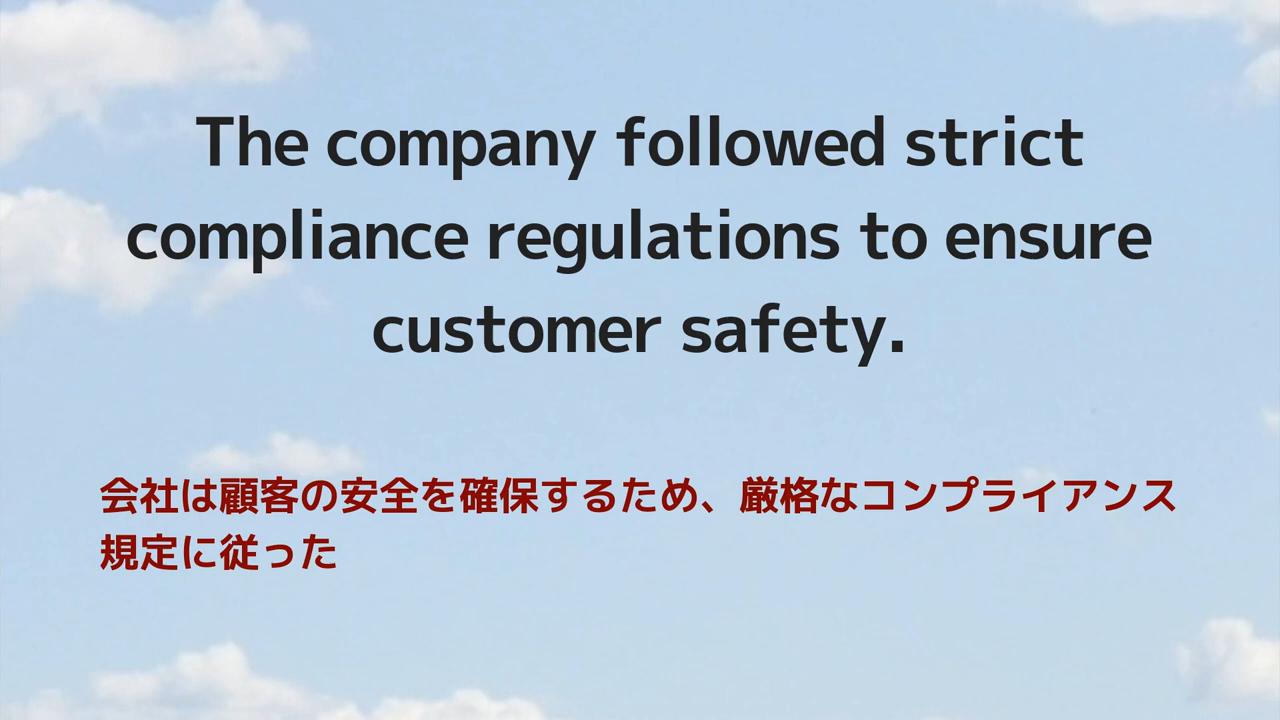 The company followed strict
compliance regulations to ensure
customer safety.
会社は顧客の安全を確保するため、厳格なコンプライアンス
規定に従った